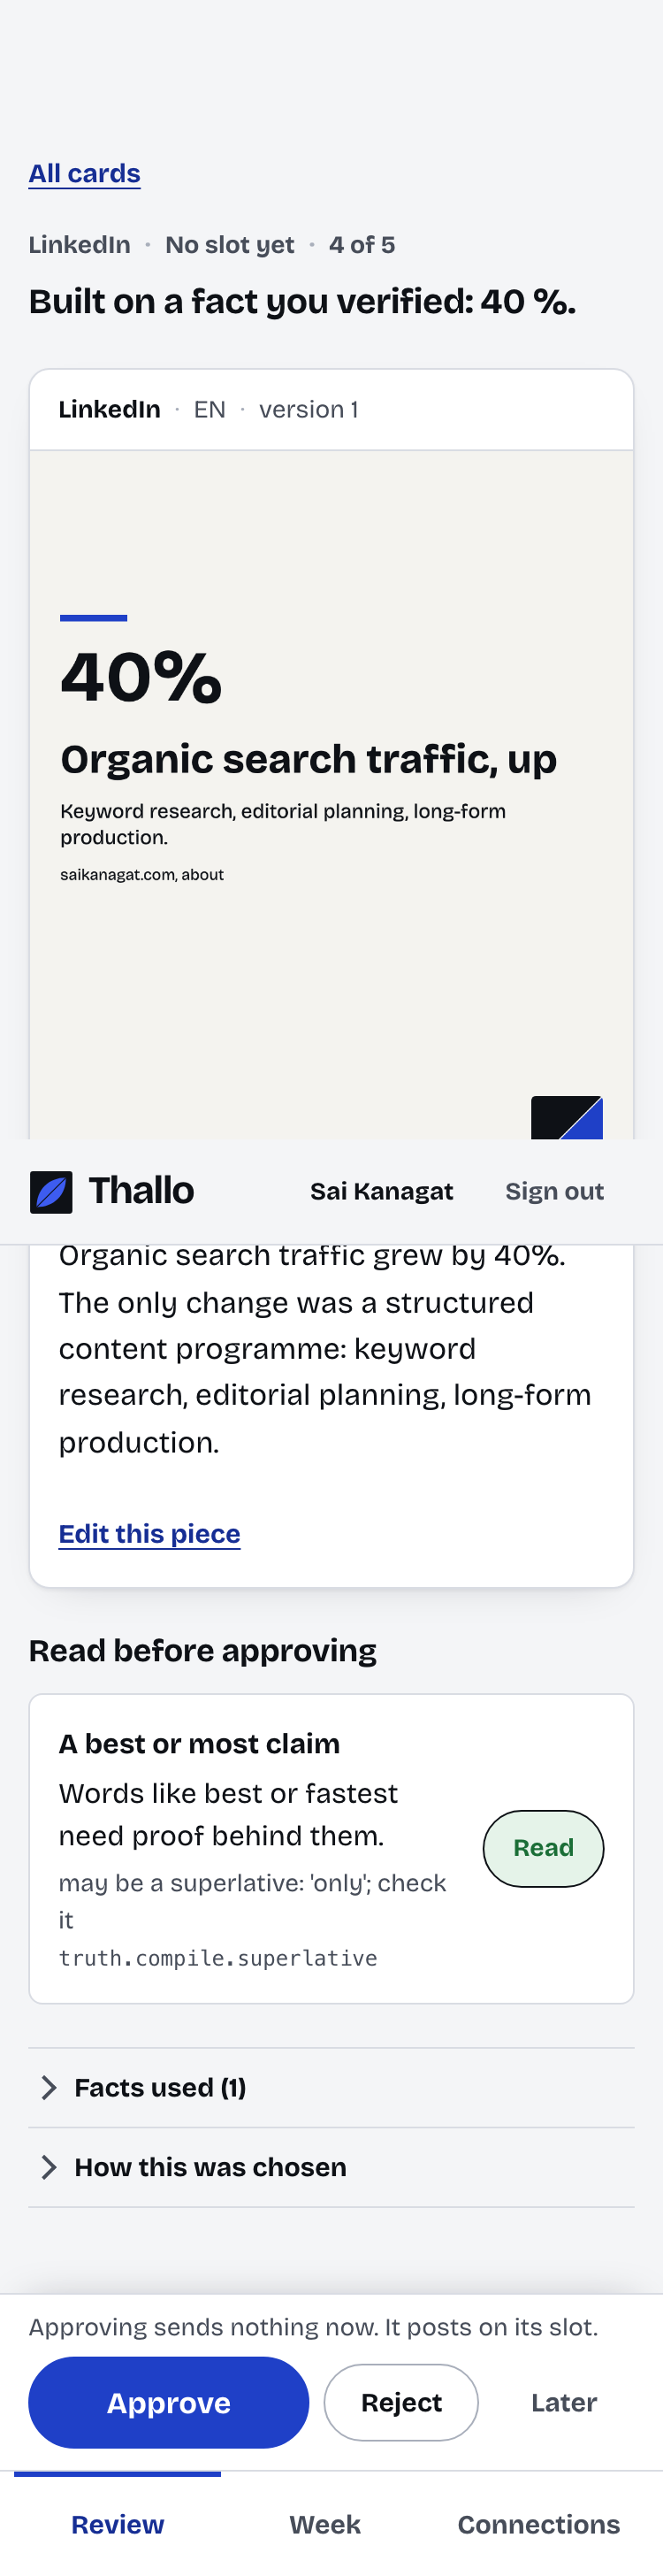 All cards
LinkedIn · No slot yet · 4 of 5
Built on a fact you verified: 40 %.
LinkedIn · EN · version 1
40%
Organic search traffic, up
Keyword research, editorial planning, long-form
production.
saikanagat.com, about
Thallo
Sai Kanagat
Sign out
Organic search traffic grew by 40%.
The only change was a structured
content programme: keyword
research, editorial planning, long-form
production.
Edit this piece
Read before approving
A best or most claim
Words like best or fastest
need proof behind them.
may be a superlative: 'only'; check
it
truth.compile.superlative
Read
Facts used (1)
How this was chosen
Approving sends nothing now. It posts on its slot.
Approve
Reject
Later
Review
Week
Connections